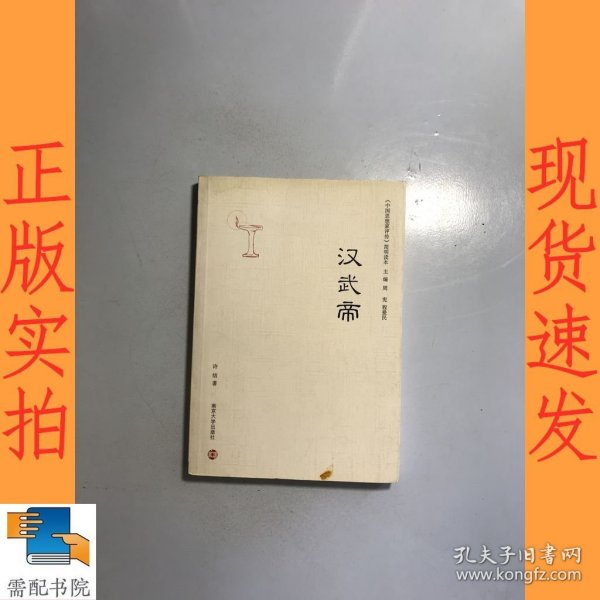 正版实拍
现货速发
《中国思想家评传》简明读本 主编 周 宪 程爱民
汉武帝
许结 著
南京大学出版社
需配书院
孔夫子旧书网
www.kongfz.com